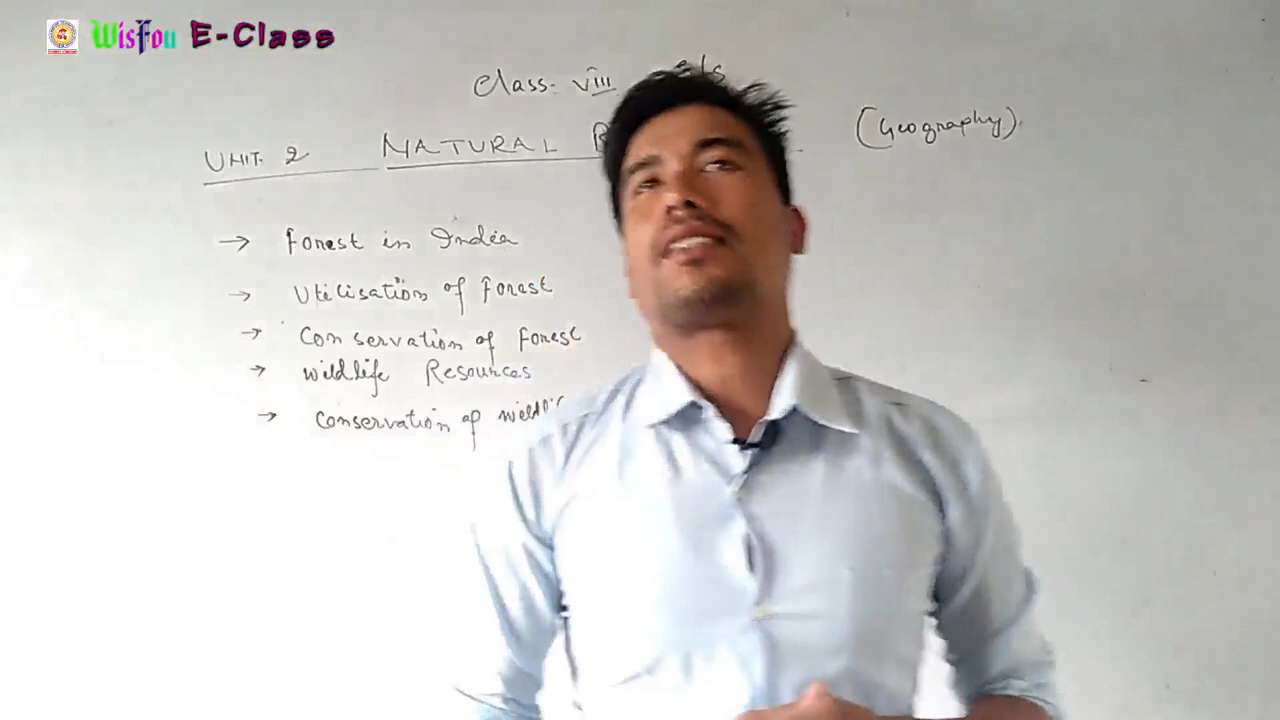 WisFou E-Class
Class- VIII
UNIT. 2 NATURAL
(Geography)
→ Forest in India
→ Utilisation of Forest
→ Conservation of Forest
→ Wildlife Resources
→ Conservation of